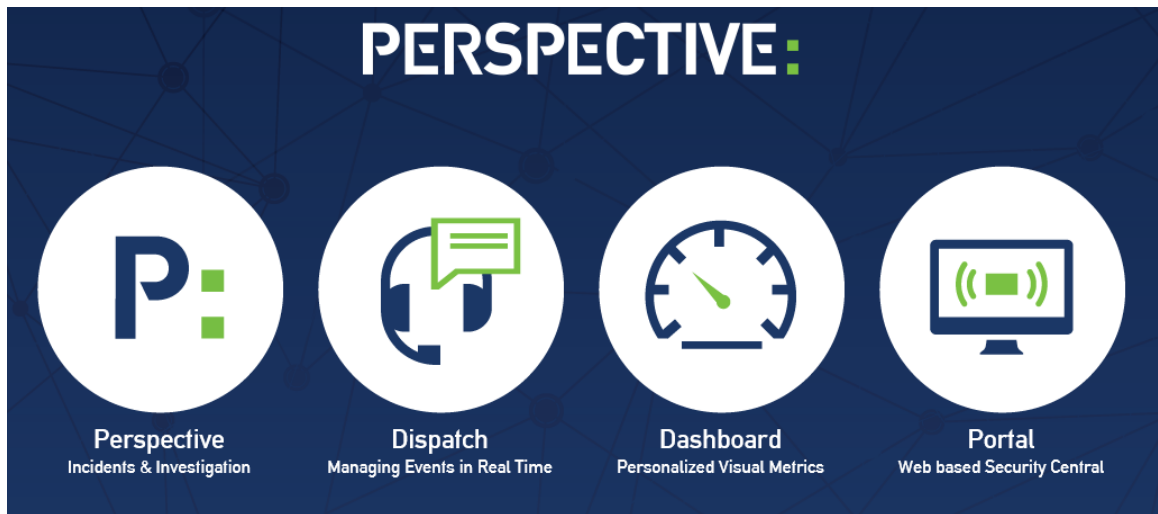 PERSPECTIVE:
P:
Perspective
Incidents & Investigation
Dispatch
Managing Events in Real Time
Dashboard
Personalized Visual Metrics
Portal
Web based Security Central